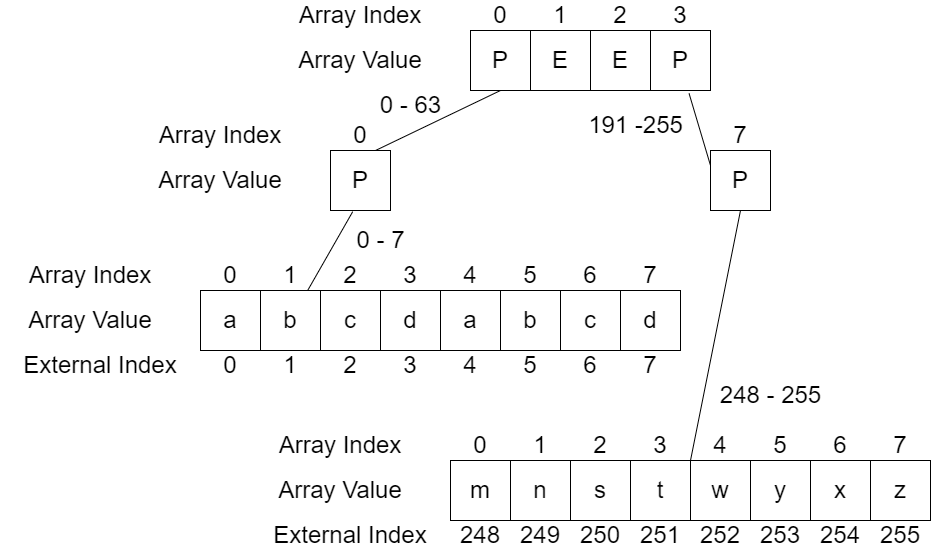 Array Index 0 1 2 3
Array Value P E E P
0 - 63
191 -255
Array Index 0 7
Array Value P P
0 - 7
Array Index 0 1 2 3 4 5 6 7
Array Value a b c d a b c d
External Index 0 1 2 3 4 5 6 7
248 - 255
Array Index 0 1 2 3 4 5 6 7
Array Value m n s t w y x z
External Index 248 249 250 251 252 253 254 255